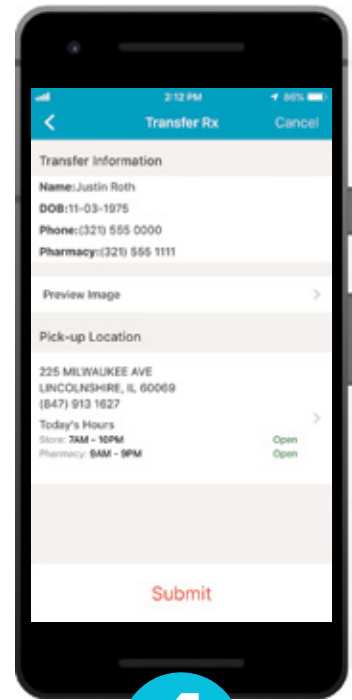 2:12 PM 86%
Transfer Rx Cancel
Transfer Information
Name:Justin Roth
DOB:11-03-1975
Phone:(321) 555 0000
Pharmacy:(321) 555 1111
Preview Image
Pick-up Location
225 MILWAUKEE AVE
LINCOLNSHIRE, IL 60069
(847) 913 1627
Today's Hours
Store: 7AM - 10PM Open
Pharmacy: 9AM - 9PM Open
Submit